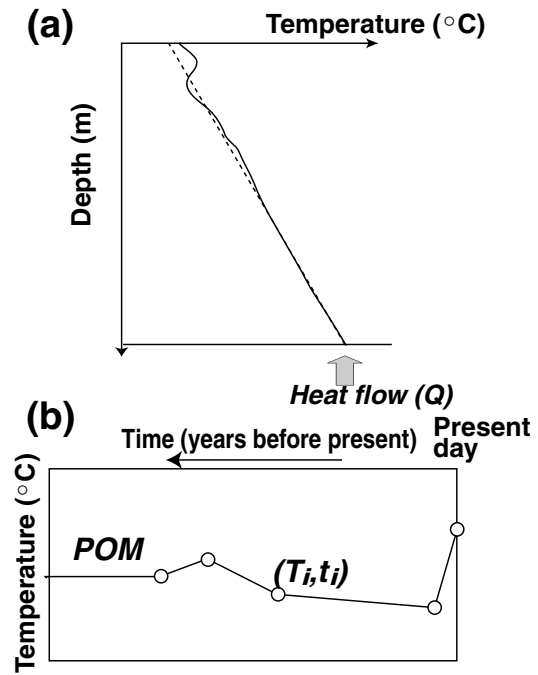 (a)
Temperature (°C)
Depth (m)
Heat flow (Q)
(b)
Time (years before present)
Present
day
Temperature (°C)
POM
(Ti,ti)